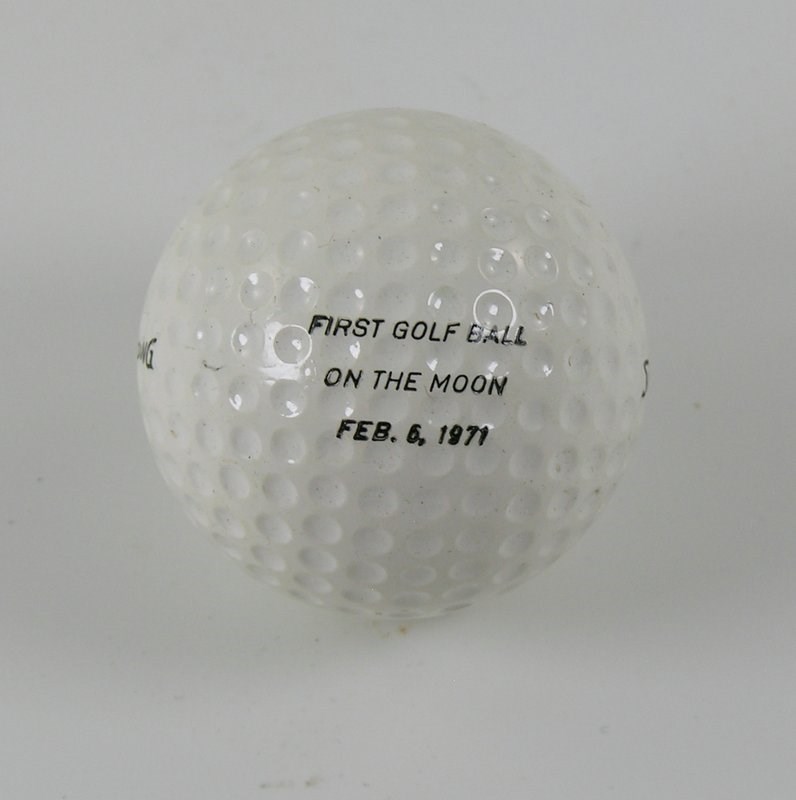 FIRST GOLF BALL
ON THE MOON
FEB. 6, 1971